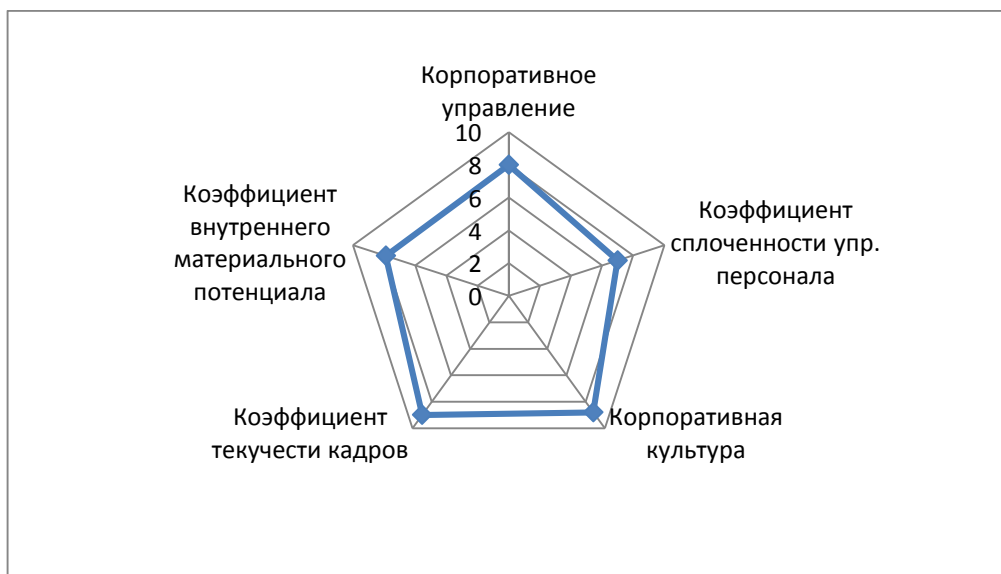 Корпоративное
управление
10
8
6
4
2
0
Коэффициент
сплоченности упр.
персонала
Корпоративная
культура
Коэффициент
текучести кадров
Коэффициент
внутреннего
материального
потенциала